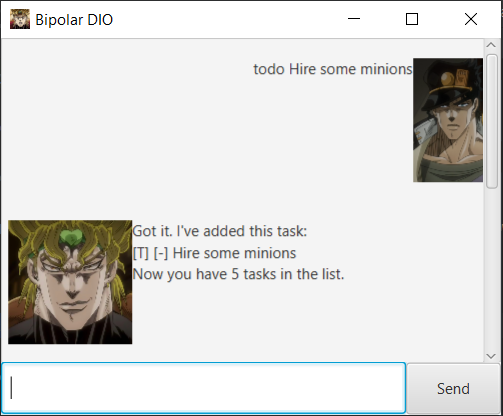 Bipolar DIO
todo Hire some minions
Got it. I've added this task:
[T] [-] Hire some minions
Now you have 5 tasks in the list.
Send